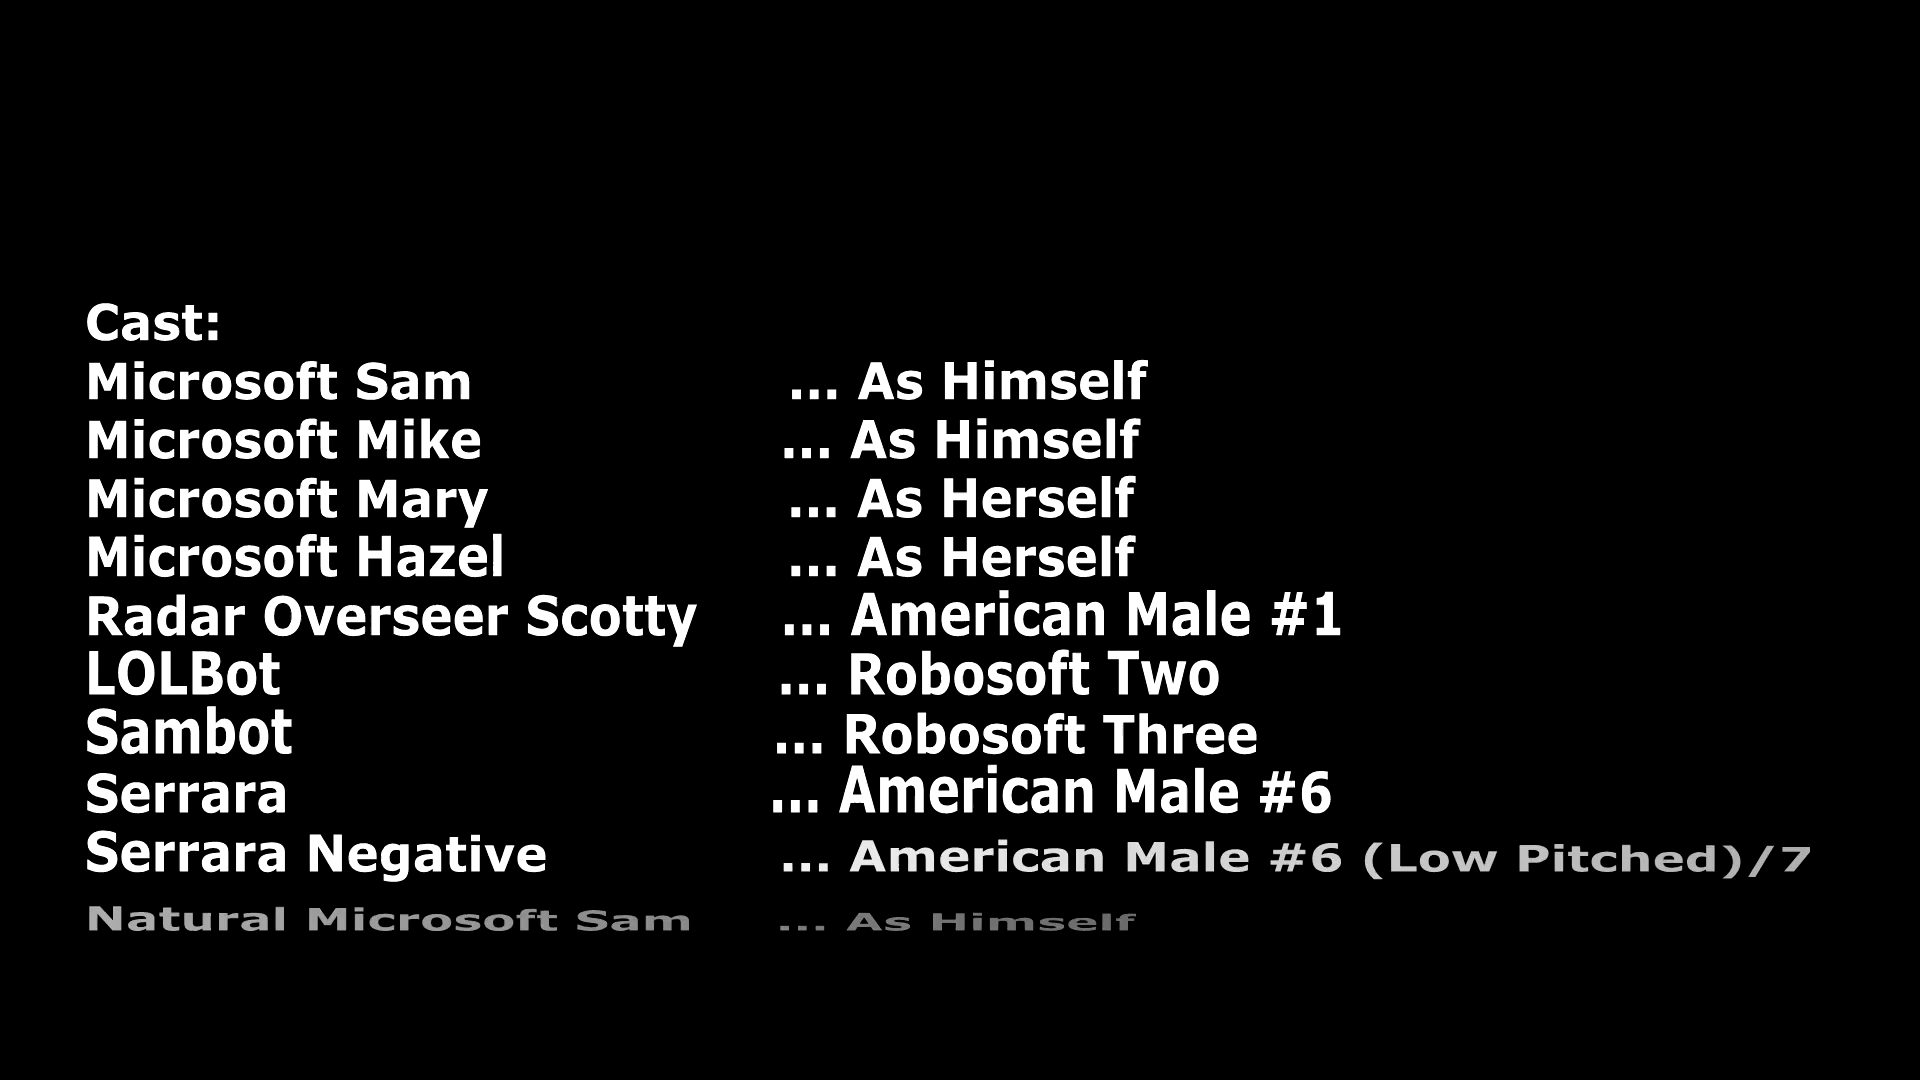 Cast:
Microsoft Sam ... As Himself
Microsoft Mike ... As Himself
Microsoft Mary ... As Herself
Microsoft Hazel ... As Herself
Radar Overseer Scotty ... American Male #1
LOLBot ... Robosoft Two
Sambot ... Robosoft Three
Serrara ... American Male #6
Serrara Negative ... American Male #6 (Low Pitched)/7
Natural Microsoft Sam ... As Himself